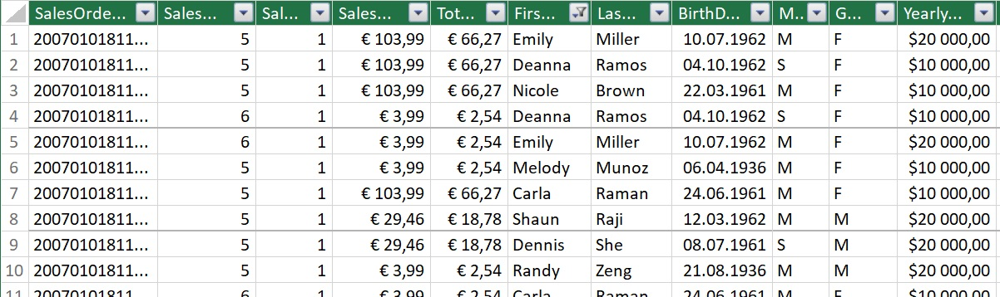 SalesOrde... Sales... Sal... Sales... Tot... Firs... Las... BirthD... M... G... Yearly...
1 20070101811... 5 1 € 103,99 € 66,27 Emily Miller 10.07.1962 M F $20 000,00
2 20070101811... 5 1 € 103,99 € 66,27 Deanna Ramos 04.10.1962 S F $10 000,00
3 20070101811... 5 1 € 103,99 € 66,27 Nicole Brown 22.03.1961 M F $10 000,00
4 20070101811... 6 1 € 3,99 € 2,54 Deanna Ramos 04.10.1962 S F $10 000,00
5 20070101811... 6 1 € 3,99 € 2,54 Emily Miller 10.07.1962 M F $20 000,00
6 20070101811... 5 1 € 3,99 € 2,54 Melody Munoz 06.04.1936 M F $10 000,00
7 20070101811... 5 1 € 103,99 € 66,27 Carla Raman 24.06.1961 M F $10 000,00
8 20070101811... 5 1 € 29,46 € 18,78 Shaun Raji 12.03.1962 M M $20 000,00
9 20070101811... 5 1 € 29,46 € 18,78 Dennis She 08.07.1961 S M $20 000,00
10 20070101811... 5 1 € 3,99 € 2,54 Randy Zeng 21.08.1936 M M $20 000,00
11 20070101811... 6 1 € 3,99 € 2,54 Carla Raman 24.06.1961 M F $10 000,00